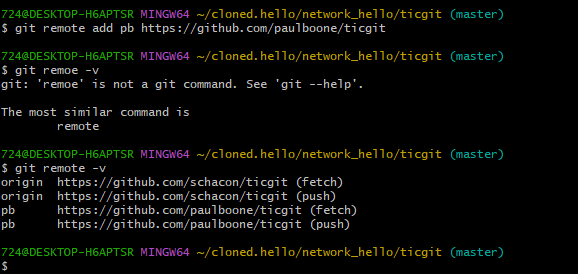 724@DESKTOP-H6APTSR MINGW64 ~/cloned.hello/network_hello/ticgit (master)
$ git remote add pb https://github.com/paulboone/ticgit
724@DESKTOP-H6APTSR MINGW64 ~/cloned.hello/network_hello/ticgit (master)
$ git remoe -v
git: 'remoe' is not a git command. See 'git --help'.
The most similar command is
        remote
724@DESKTOP-H6APTSR MINGW64 ~/cloned.hello/network_hello/ticgit (master)
$ git remote -v
origin  https://github.com/schacon/ticgit (fetch)
origin  https://github.com/schacon/ticgit (push)
pb      https://github.com/paulboone/ticgit (fetch)
pb      https://github.com/paulboone/ticgit (push)
724@DESKTOP-H6APTSR MINGW64 ~/cloned.hello/network_hello/ticgit (master)
$